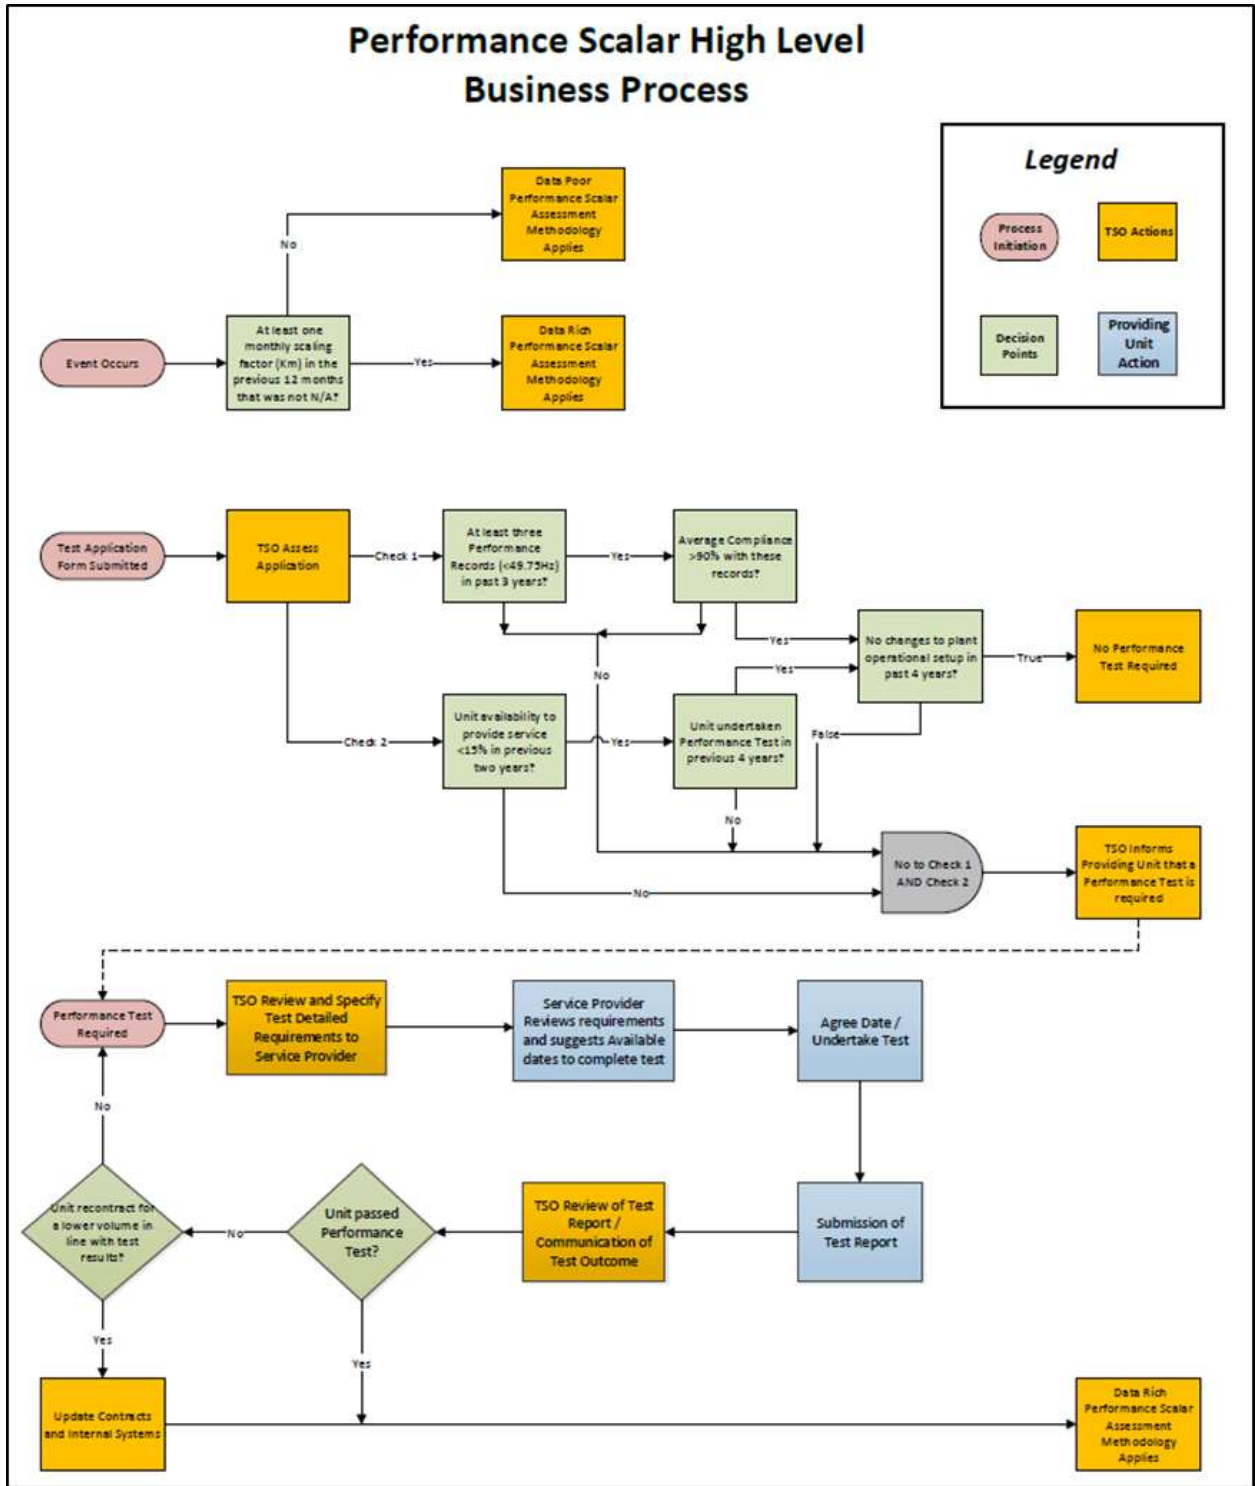 Performance Scalar High Level
Business Process
Legend
Process
Initiation
TSO Actions
Decision
Points
Providing
Unit
Action
Data Poor
Performance Scalar
Assessment
Methodology
Applies
No
Event Occurs
At least one
monthly scaling
factor (Km) in the
previous 12 months
that was not N/A?
Yes
Data Rich
Performance Scalar
Assessment
Methodology
Applies
Test Application
Form Submitted
TSO Assess
Application
Check 1
At least three
Performance
Records (<49.75Hz)
in past 3 years?
Yes
Average Compliance
>90% with these
records?
Yes
No changes to plant
operational setup in
past 4 years?
True
No Performance
Test Required
No
Check 2
Unit availability to
provide service
<15% in previous
two years?
Yes
Unit undertaken
Performance Test in
previous 4 years?
Yes
False
No
No
No to Check 1
AND Check 2
TSO Informs
Providing Unit that a
Performance Test is
required
Performance Test
Required
TSO Review and Specify
Test Detailed
Requirements to
Service Provider
Service Provider
Reviews requirements
and suggests Available
dates to complete test
Agree Date /
Undertake Test
Submission of
Test Report
TSO Review of Test
Report /
Communication of
Test Outcome
Unit passed
Performance
Test?
No
Unit recontract for
a lower volume in
line with test
results?
No
Yes
Yes
Update Contracts
and Internal Systems
Data Rich
Performance Scalar
Assessment
Methodology
Applies